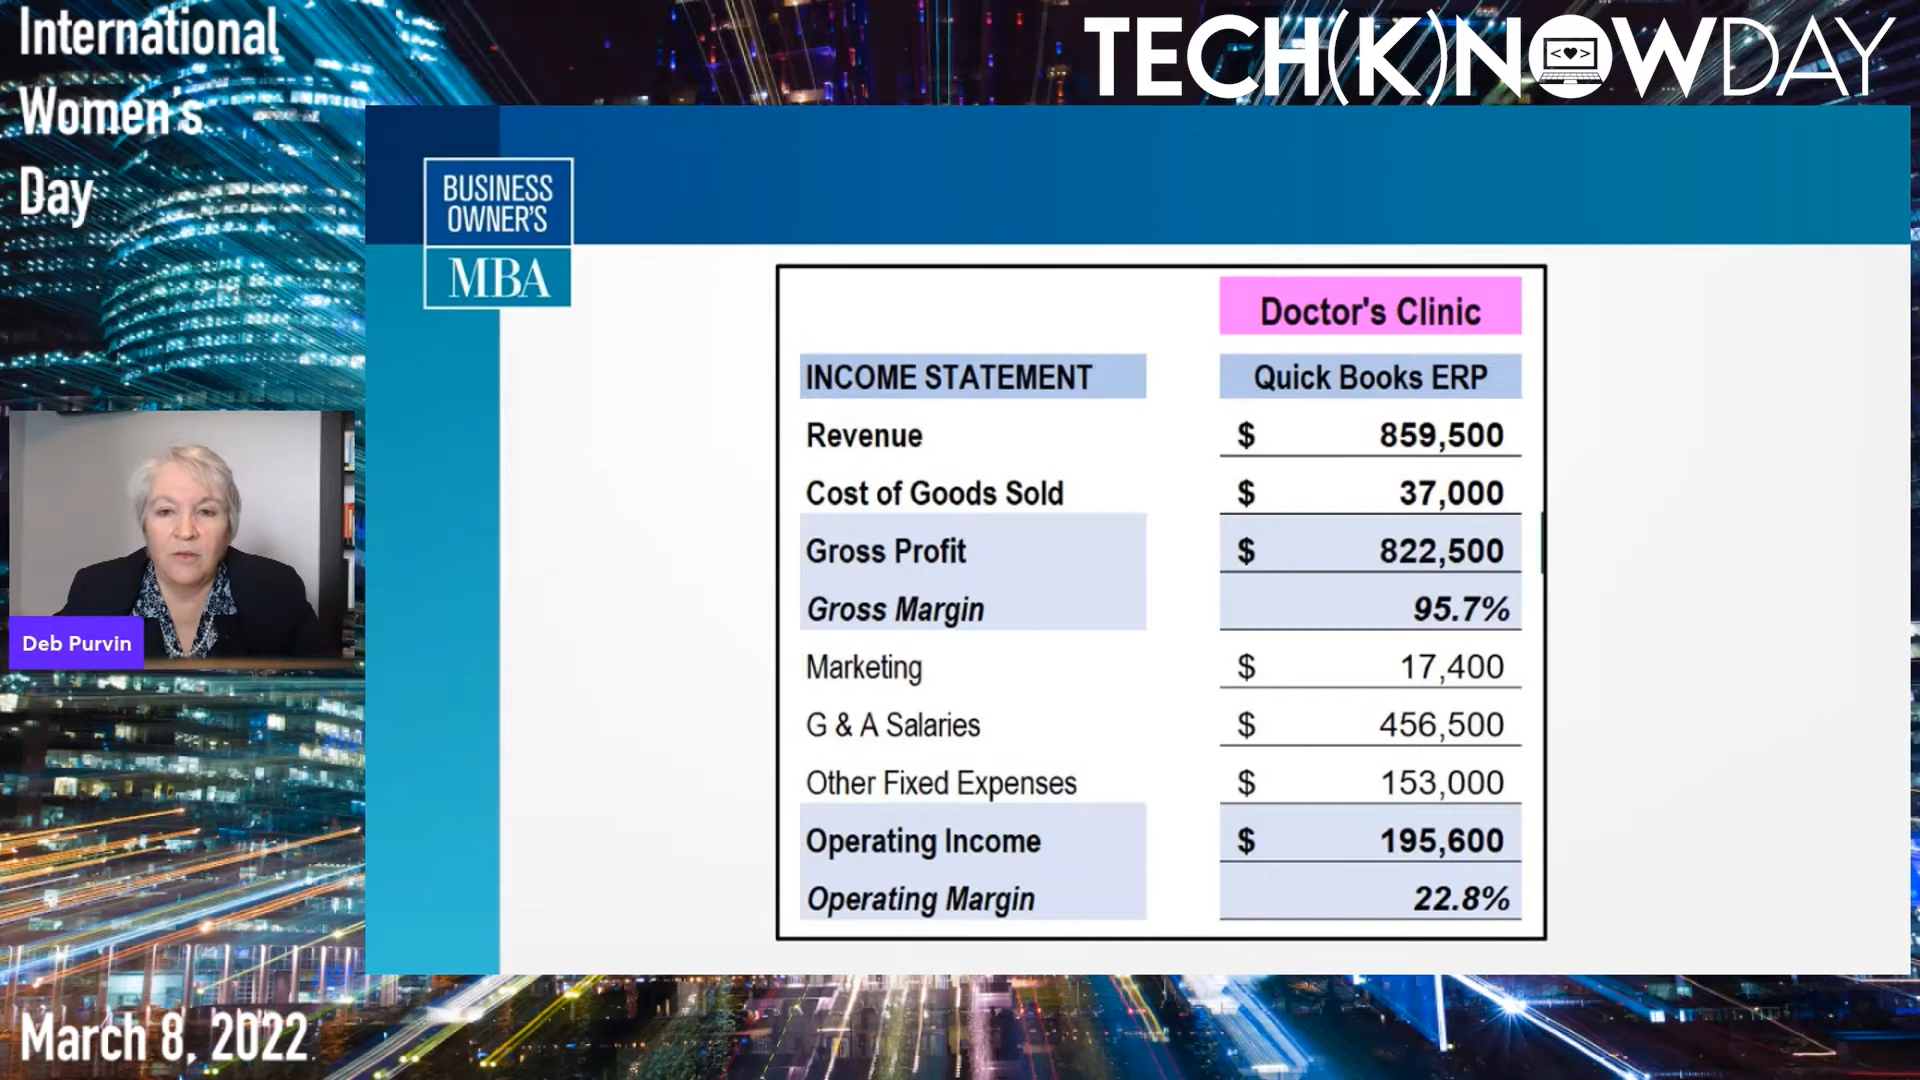 International
Women's
Day
TECH(K)NOWDAY
BUSINESS
OWNER'S
MBA
Doctor's Clinic
INCOME STATEMENT Quick Books ERP
Revenue $ 859,500
Cost of Goods Sold $ 37,000
Gross Profit $ 822,500
Gross Margin 95.7%
Marketing $ 17,400
G & A Salaries $ 456,500
Other Fixed Expenses $ 153,000
Operating Income $ 195,600
Operating Margin 22.8%
Deb Purvin
March 8, 2022